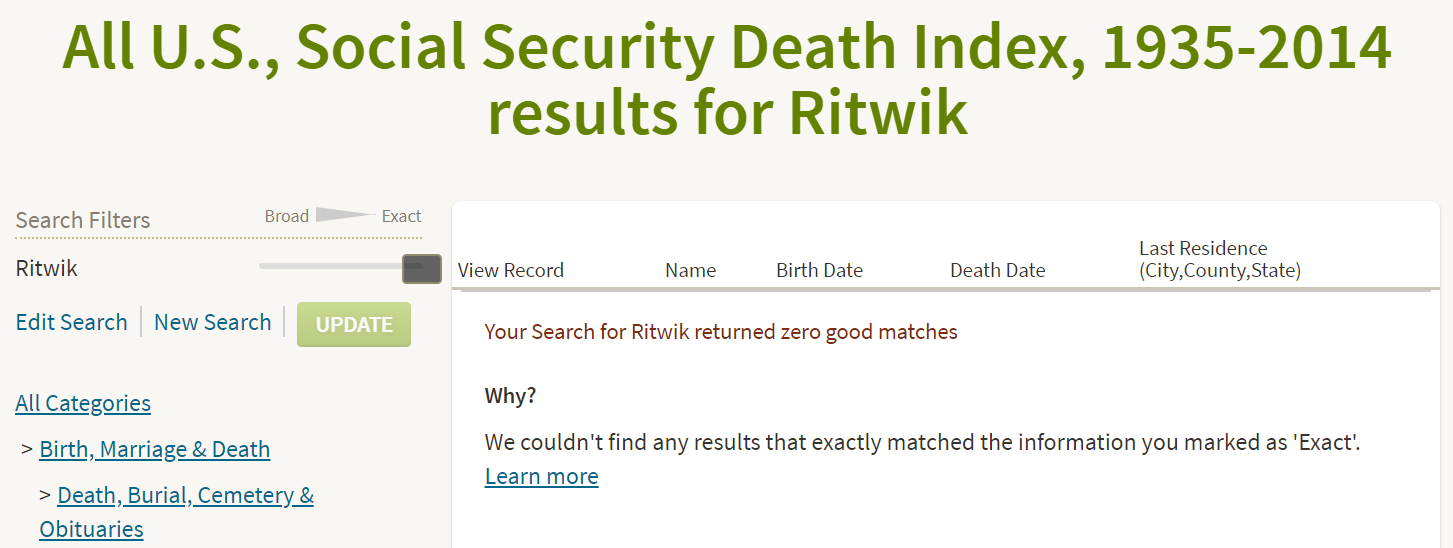 All U.S., Social Security Death Index, 1935-2014
results for Ritwik
Search Filters
Broad
Exact
Ritwik
Edit Search
New Search
UPDATE
All Categories
> Birth, Marriage & Death
> Death, Burial, Cemetery &
Obituaries
View Record
Name
Birth Date
Death Date
Last Residence
(City,County,State)
Your Search for Ritwik returned zero good matches
Why?
We couldn't find any results that exactly matched the information you marked as 'Exact'.
Learn more